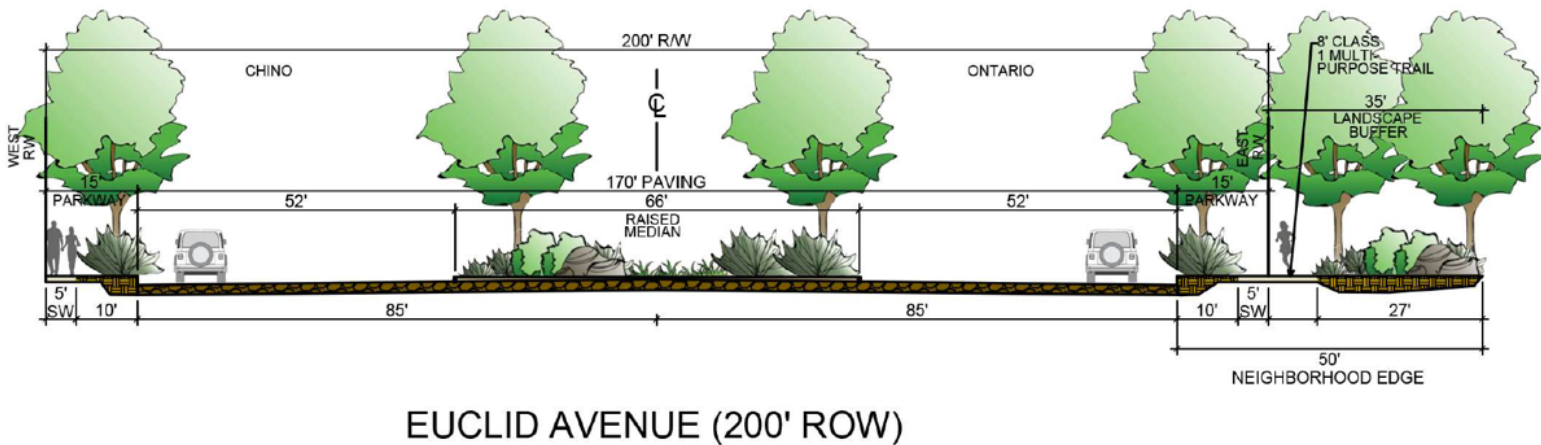 200' R/W
CHINO
ONTARIO
8' CLASS
1 MULTI-
PURPOSE TRAIL
℄
35'
LANDSCAPE
BUFFER
WEST
RW
EAST
RW
15'
PARKWAY
170' PAVING
15'
PARKWAY
52'
66'
52'
RAISED
MEDIAN
5'
SW
10'
85'
85'
10'
5'
SW
27'
50'
NEIGHBORHOOD EDGE
EUCLID AVENUE (200' ROW)